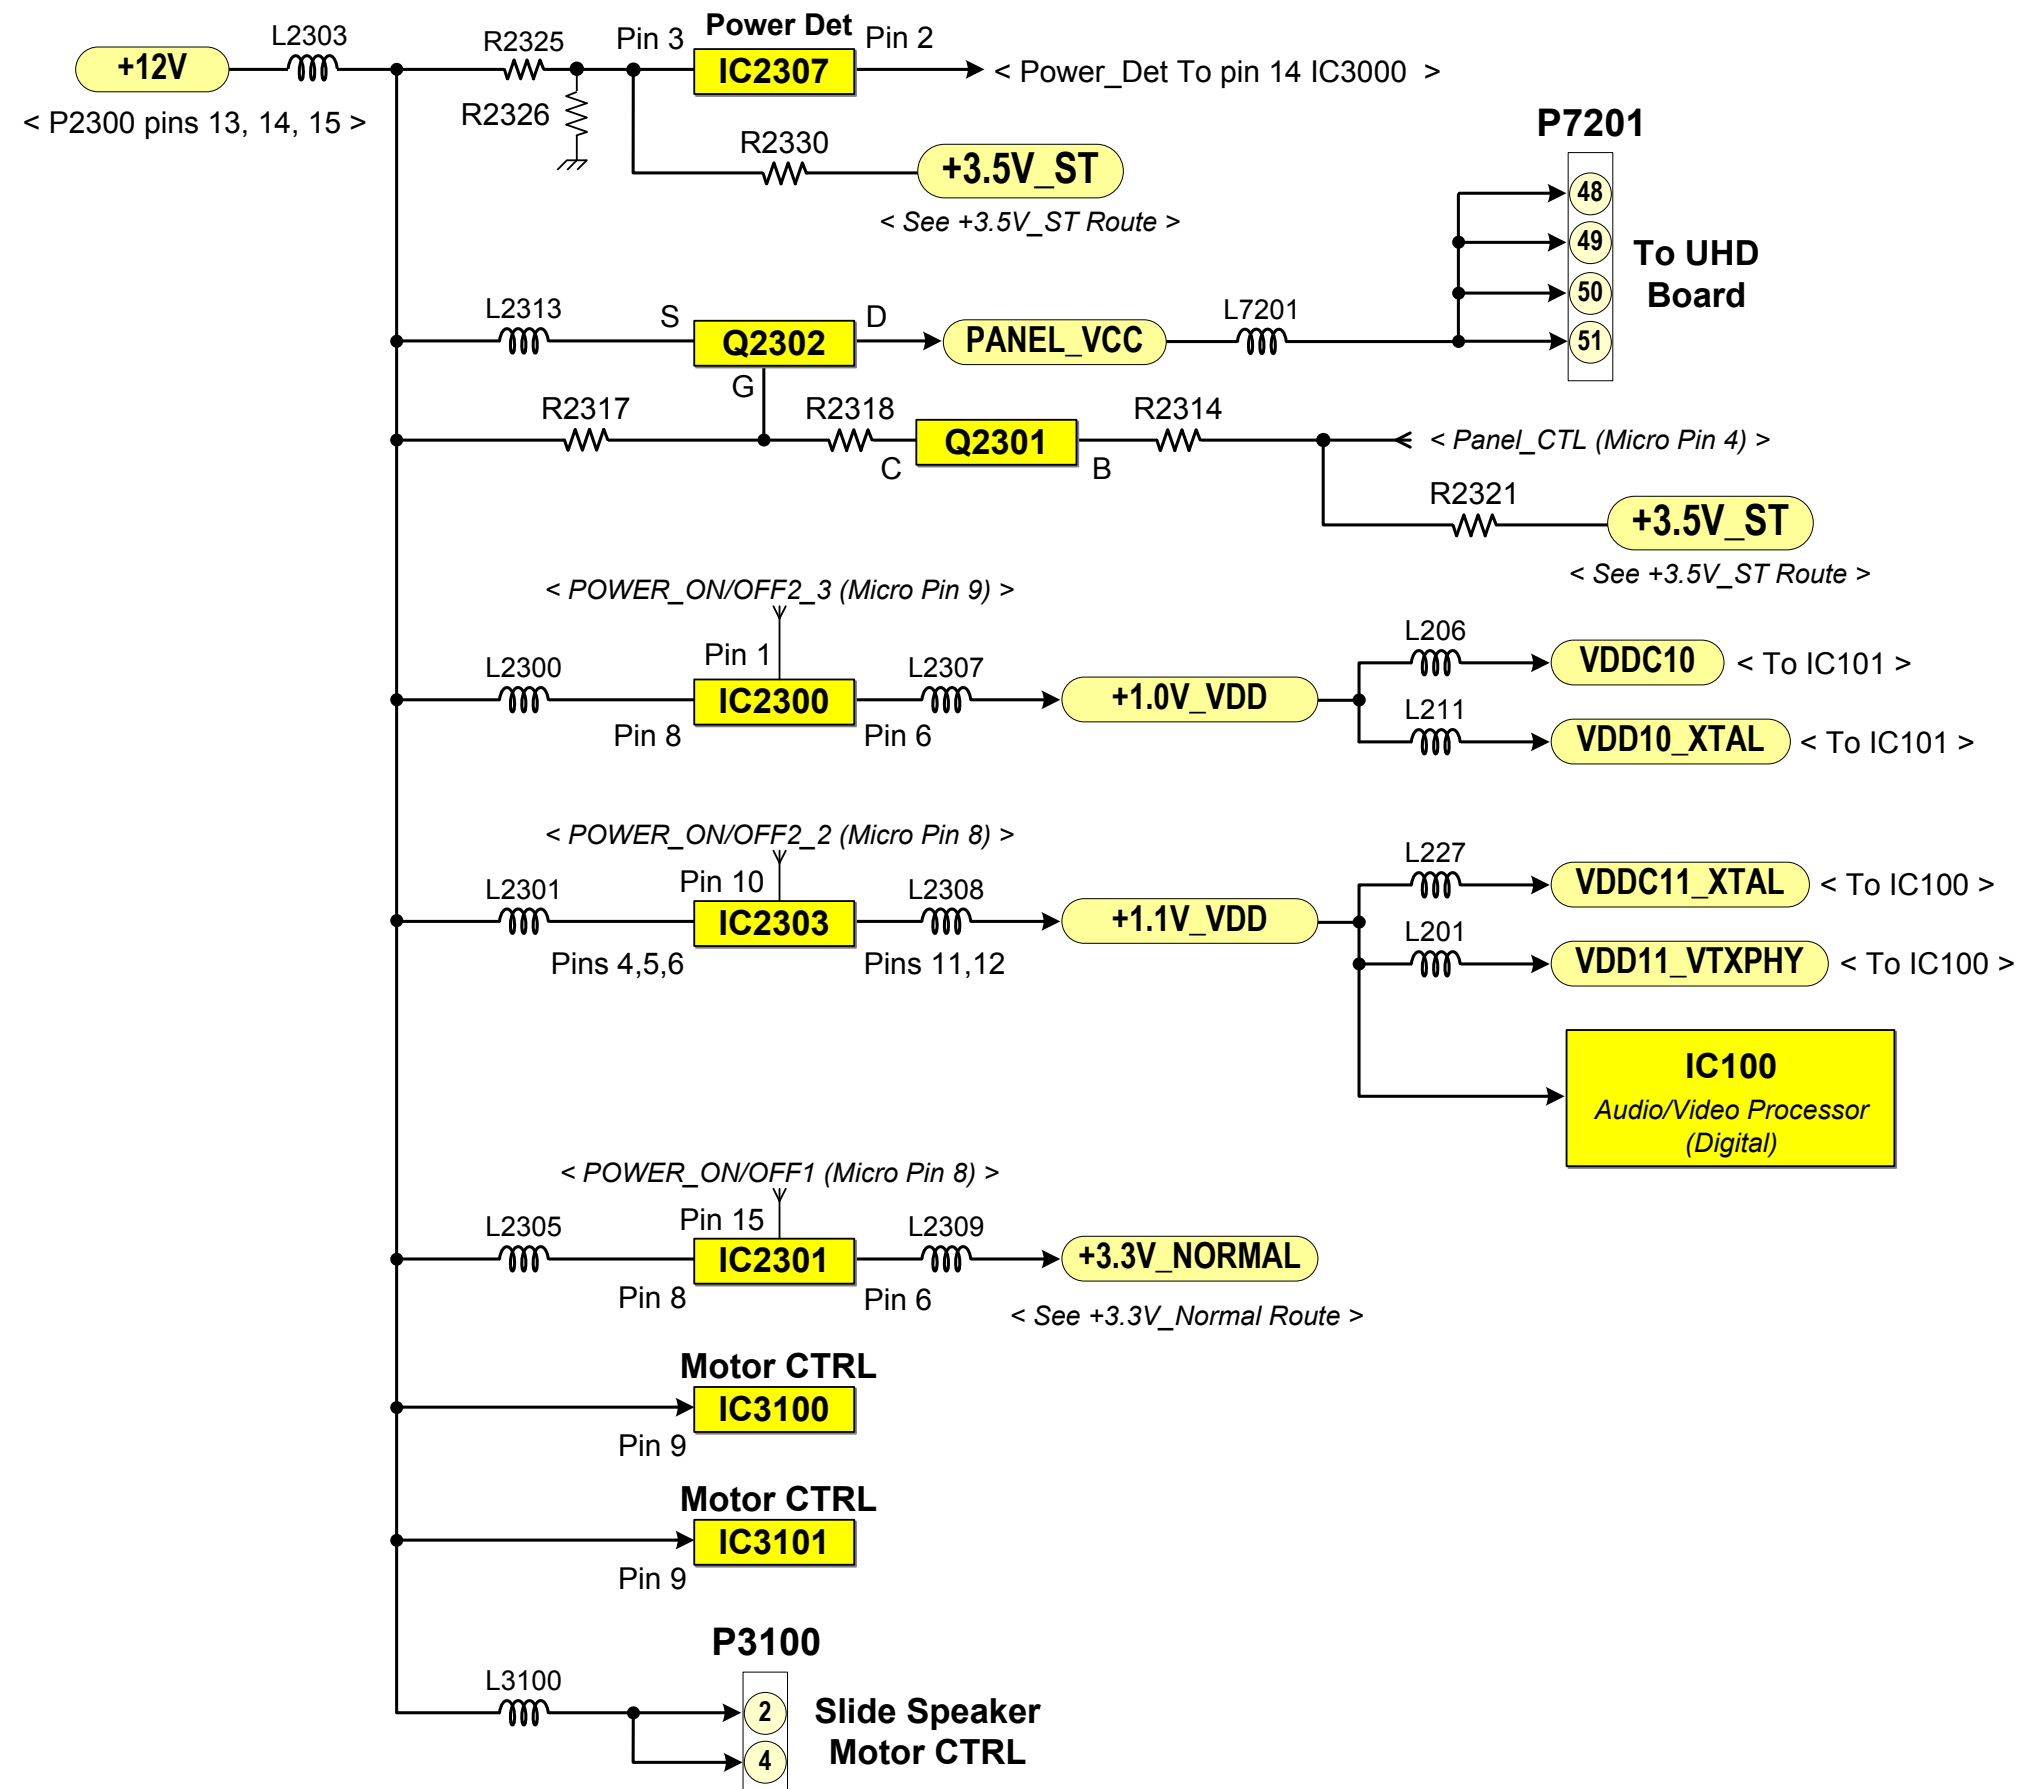 +12V
L2303
< P2300 pins 13, 14, 15 >
R2325
R2326
Pin 3
Power Det
IC2307
Pin 2
< Power_Det To pin 14 IC3000 >
R2330
+3.5V_ST
< See +3.5V_ST Route >
P7201
48
49
50
51
To UHD
Board
L2313
S
Q2302
D
G
PANEL_VCC
L7201
R2317
R2318
C
Q2301
B
R2314
< Panel_CTL (Micro Pin 4) >
R2321
+3.5V_ST
< See +3.5V_ST Route >
< POWER_ON/OFF2_3 (Micro Pin 9) >
Pin 1
L2300
Pin 8
IC2300
L2307
Pin 6
+1.0V_VDD
L206
VDDC10
< To IC101 >
L211
VDD10_XTAL
< To IC101 >
< POWER_ON/OFF2_2 (Micro Pin 8) >
Pin 10
L2301
Pins 4,5,6
IC2303
L2308
Pins 11,12
+1.1V_VDD
L227
VDDC11_XTAL
< To IC100 >
L201
VDD11_VTXPHY
< To IC100 >
IC100
Audio/Video Processor
(Digital)
< POWER_ON/OFF1 (Micro Pin 8) >
Pin 15
L2305
Pin 8
IC2301
L2309
Pin 6
+3.3V_NORMAL
< See +3.3V_Normal Route >
Motor CTRL
IC3100
Pin 9
Motor CTRL
IC3101
Pin 9
P3100
L3100
2
4
Slide Speaker
Motor CTRL